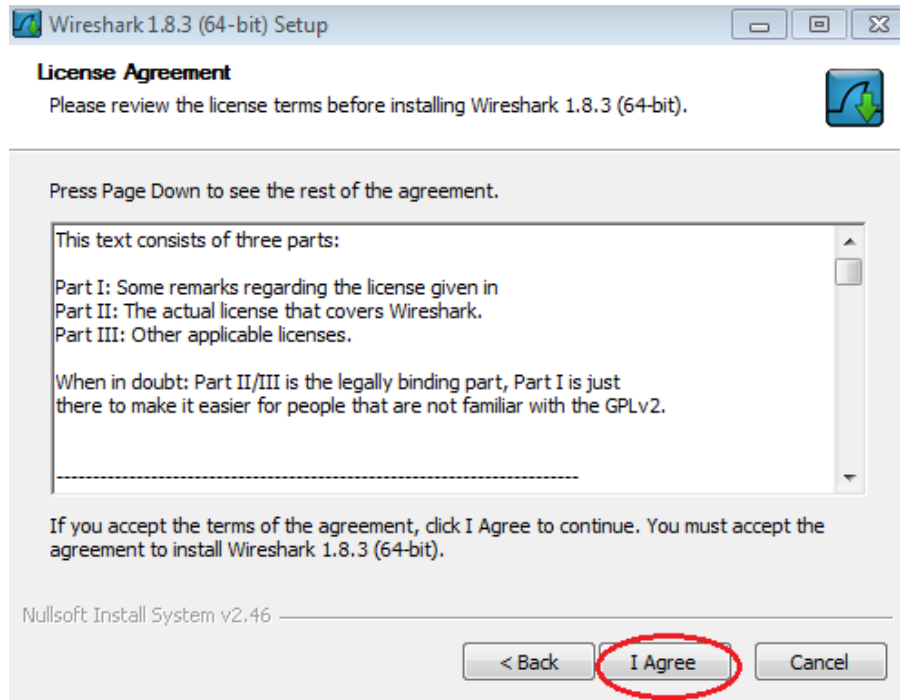 Wireshark 1.8.3 (64-bit) Setup
License Agreement
Please review the license terms before installing Wireshark 1.8.3 (64-bit).
Press Page Down to see the rest of the agreement.
This text consists of three parts:
Part I: Some remarks regarding the license given in
Part II: The actual license that covers Wireshark.
Part III: Other applicable licenses.
When in doubt: Part II/III is the legally binding part, Part I is just
there to make it easier for people that are not familiar with the GPLv2.
------------------------------------------------------------------------
If you accept the terms of the agreement, click I Agree to continue. You must accept the
agreement to install Wireshark 1.8.3 (64-bit).
Nullsoft Install System v2.46
< Back I Agree Cancel